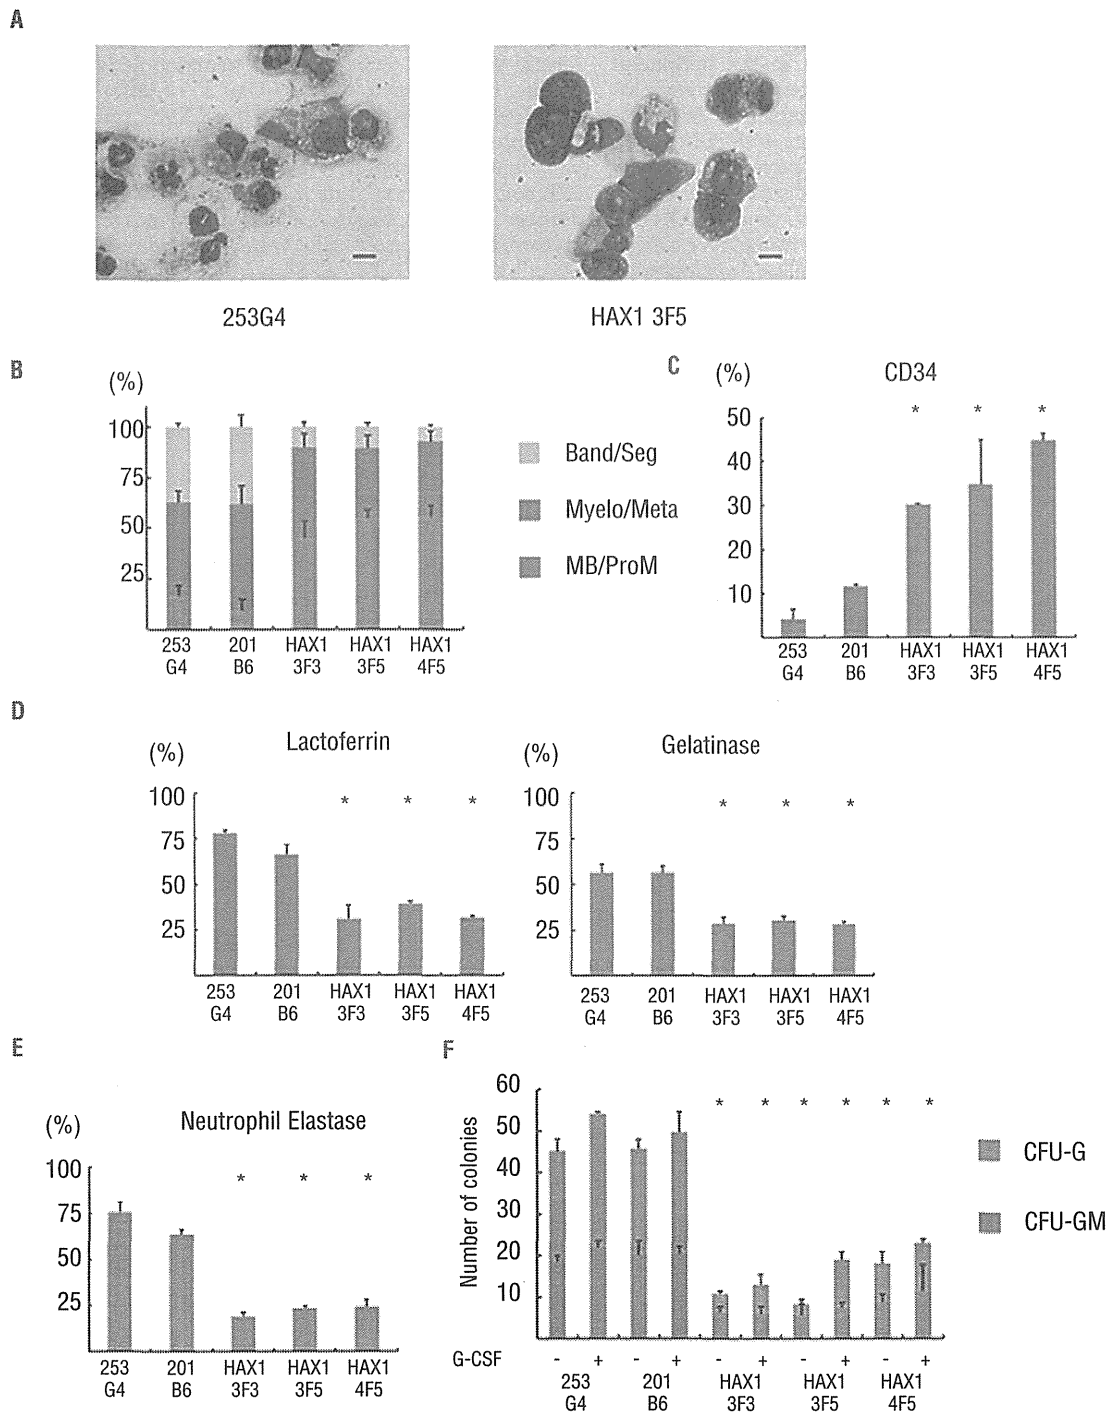 A
253G4
HAX1 3F5
B
(%)
100
75
50
25
253 G4
201 B6
HAX1 3F3
HAX1 3F5
HAX1 4F5
Band/Seg
Myelo/Meta
MB/ProM
C
(%)
CD34
* * *
50
40
30
20
10
253 G4
201 B6
HAX1 3F3
HAX1 3F5
HAX1 4F5
D
(%)
Lactoferrin
100
75
50
25
* * *
253 G4
201 B6
HAX1 3F3
HAX1 3F5
HAX1 4F5
(%)
Gelatinase
100
75
50
25
* * *
253 G4
201 B6
HAX1 3F3
HAX1 3F5
HAX1 4F5
E
(%)
Neutrophil Elastase
100
75
50
25
* * *
253 G4
201 B6
HAX1 3F3
HAX1 3F5
HAX1 4F5
F
Number of colonies
60
50
40
30
20
10
* * * * * *
G-CSF - + - + - + - + - +
253 G4
201 B6
HAX1 3F3
HAX1 3F5
HAX1 4F5
CFU-G
CFU-GM